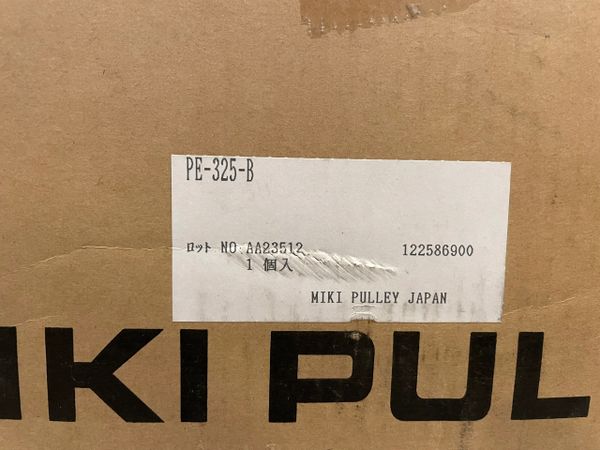 PE-325-B
ﾛｯﾄ NO AA23512 122586900
1 個入
MIKI PULLEY JAPAN
IKI PUL